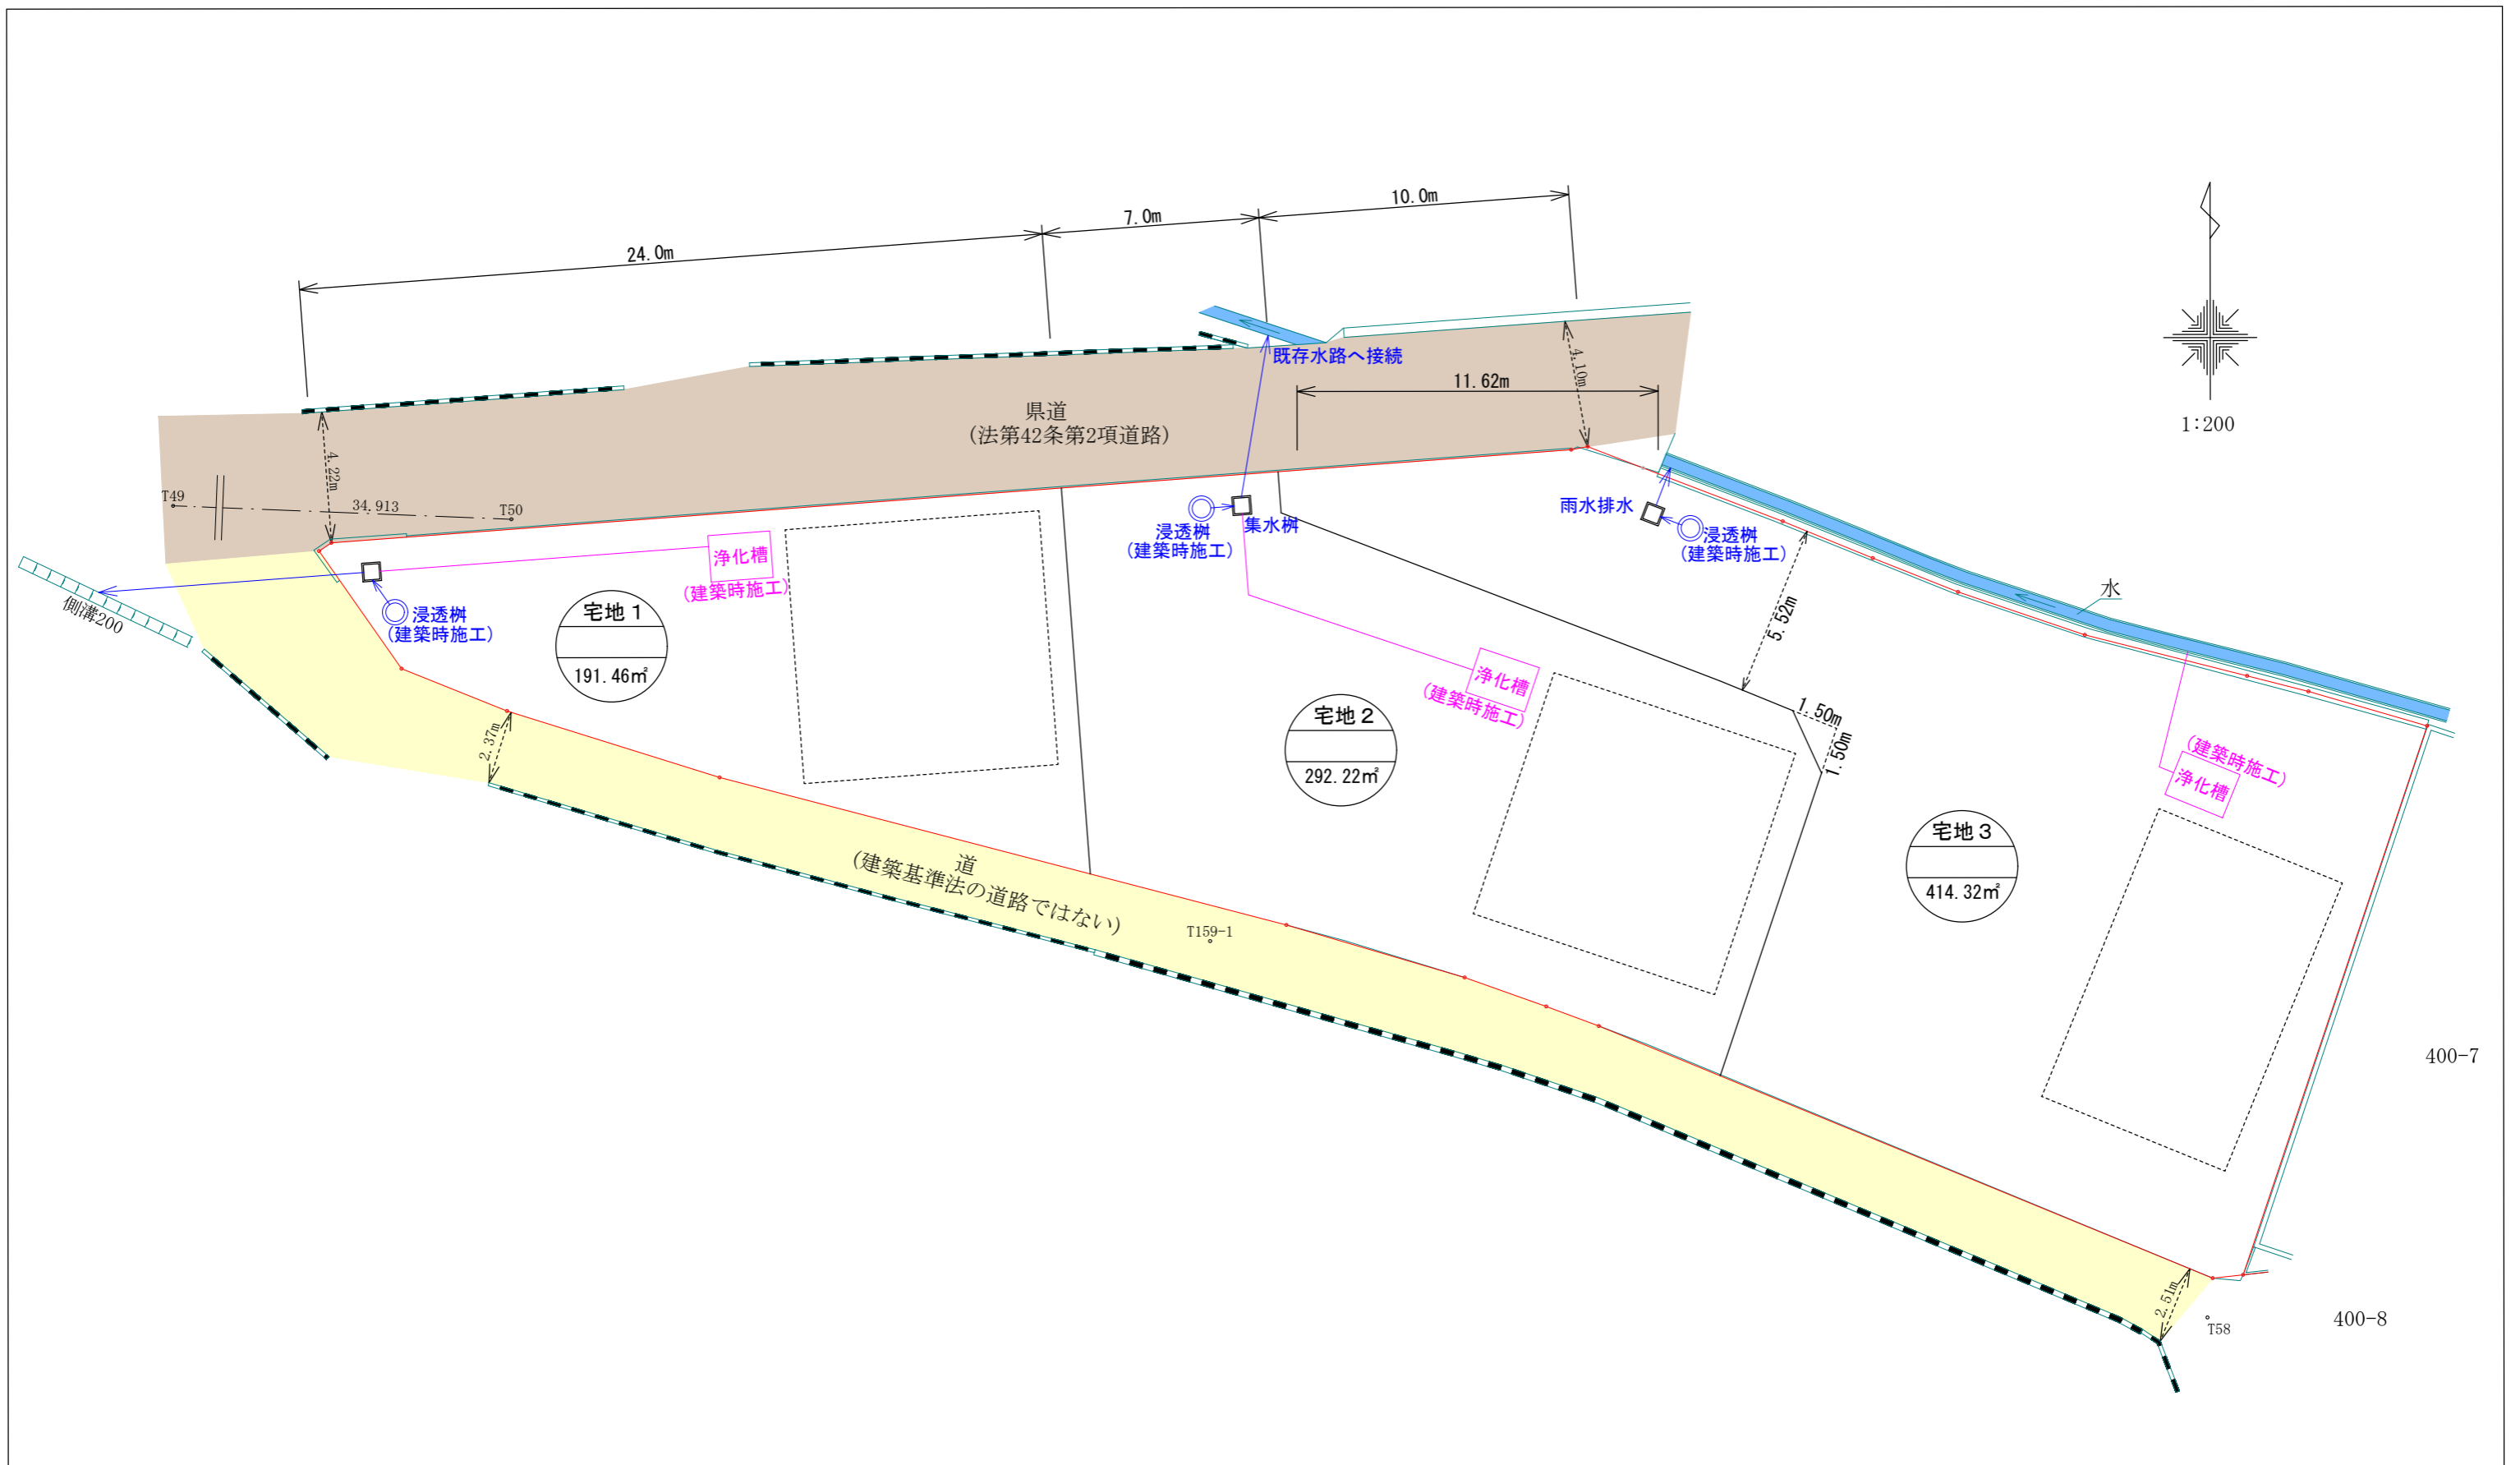 10.0m
7.0m
24.0m
既存水路へ接続
11.62m
4.10m
県道
(法第42条第2項道路)
1:200
4.22m
T49
34.913
T50
浄化槽
(建築時施工)
浸透桝
(建築時施工)
集水桝
雨水排水
浸透桝
(建築時施工)
水
側溝200
浸透桝
(建築時施工)
宅地1
191.46㎡
5.52m
浄化槽
(建築時施工)
宅地2
292.22㎡
1.50m
1.50m
(建築時施工)
浄化槽
2.37m
宅地3
414.32㎡
道
(建築基準法の道路ではない)
T159-1
400-7
2.51m
T58
400-8